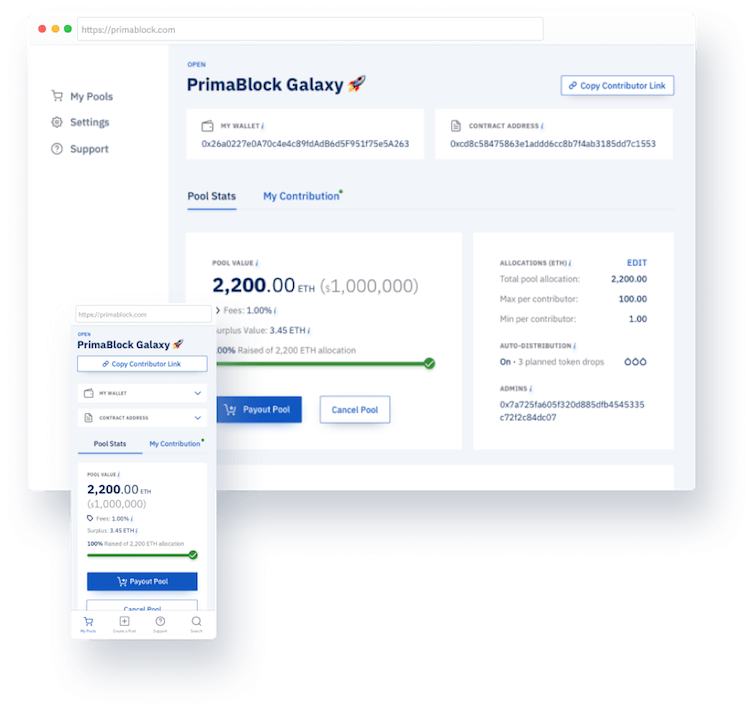 https://primablock.com
My Pools
Settings
Support
OPEN
PrimaBlock Galaxy 🚀
Copy Contributor Link
MY WALLET i
0x26a0227e0A70c4e4c89fdAdB6d5F951f75e5A263
CONTRACT ADDRESS i
0xcd8c58475863e1addd6cc8b7f4ab3185dd7c1553
Pool Stats
My Contribution
POOL VALUE i
2,200.00 ETH ($1,000,000)
Fees: 1.00% i
urplus Value: 3.45 ETH i
00% Raised of 2,200 ETH allocation
Payout Pool
Cancel Pool
ALLOCATIONS (ETH) i
EDIT
Total pool allocation: 2,200.00
Max per contributor: 100.00
Min per contributor: 1.00
AUTO-DISTRIBUTION i
On · 3 planned token drops
ADMINS i
0x7a725fa605f320d885dfb4545335
c72f2c84dc07
https://primablock.com
OPEN
PrimaBlock Galaxy 🚀
Copy Contributor Link
MY WALLET
CONTRACT ADDRESS
Pool Stats
My Contribution
POOL VALUE i
2,200.00 ETH
($1,000,000)
Fees: 1.00% i
Surplus: 3.45 ETH i
100% Raised of 2,200 ETH allocation
Payout Pool
Cancel Pool
My Pools
Create a Pool
Support
Search